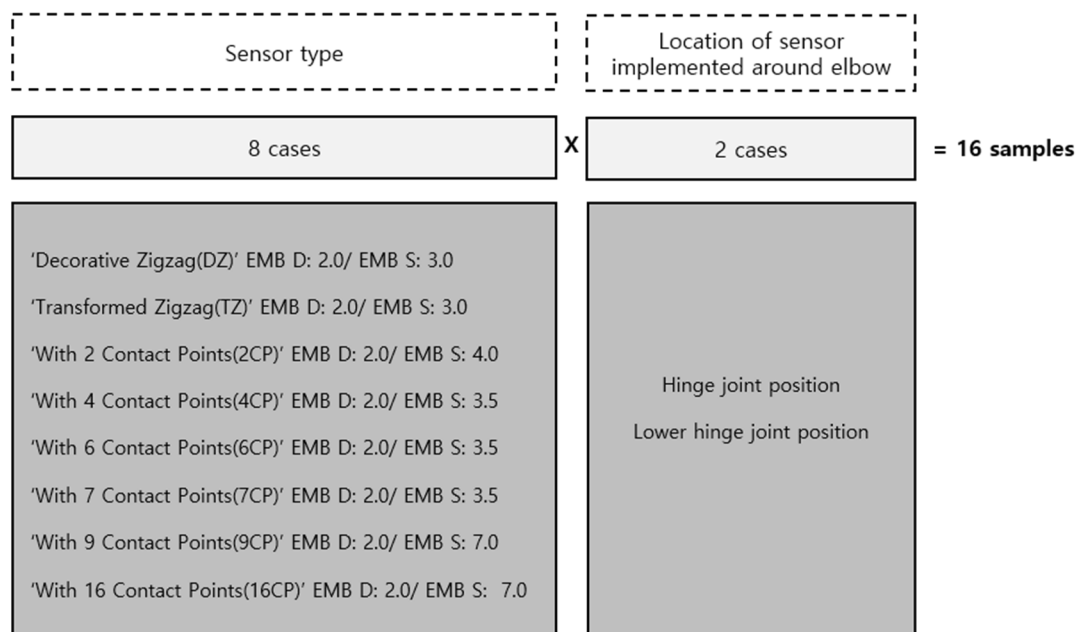 Sensor type
Location of sensor
implemented around elbow
8 cases
X
2 cases
= 16 samples
‘Decorative Zigzag(DZ)’ EMB D: 2.0/ EMB S: 3.0
‘Transformed Zigzag(TZ)’ EMB D: 2.0/ EMB S: 3.0
‘With 2 Contact Points(2CP)’ EMB D: 2.0/ EMB S: 4.0
‘With 4 Contact Points(4CP)’ EMB D: 2.0/ EMB S: 3.5
‘With 6 Contact Points(6CP)’ EMB D: 2.0/ EMB S: 3.5
‘With 7 Contact Points(7CP)’ EMB D: 2.0/ EMB S: 3.5
‘With 9 Contact Points(9CP)’ EMB D: 2.0/ EMB S: 7.0
‘With 16 Contact Points(16CP)’ EMB D: 2.0/ EMB S:  7.0
Hinge joint position
Lower hinge joint position